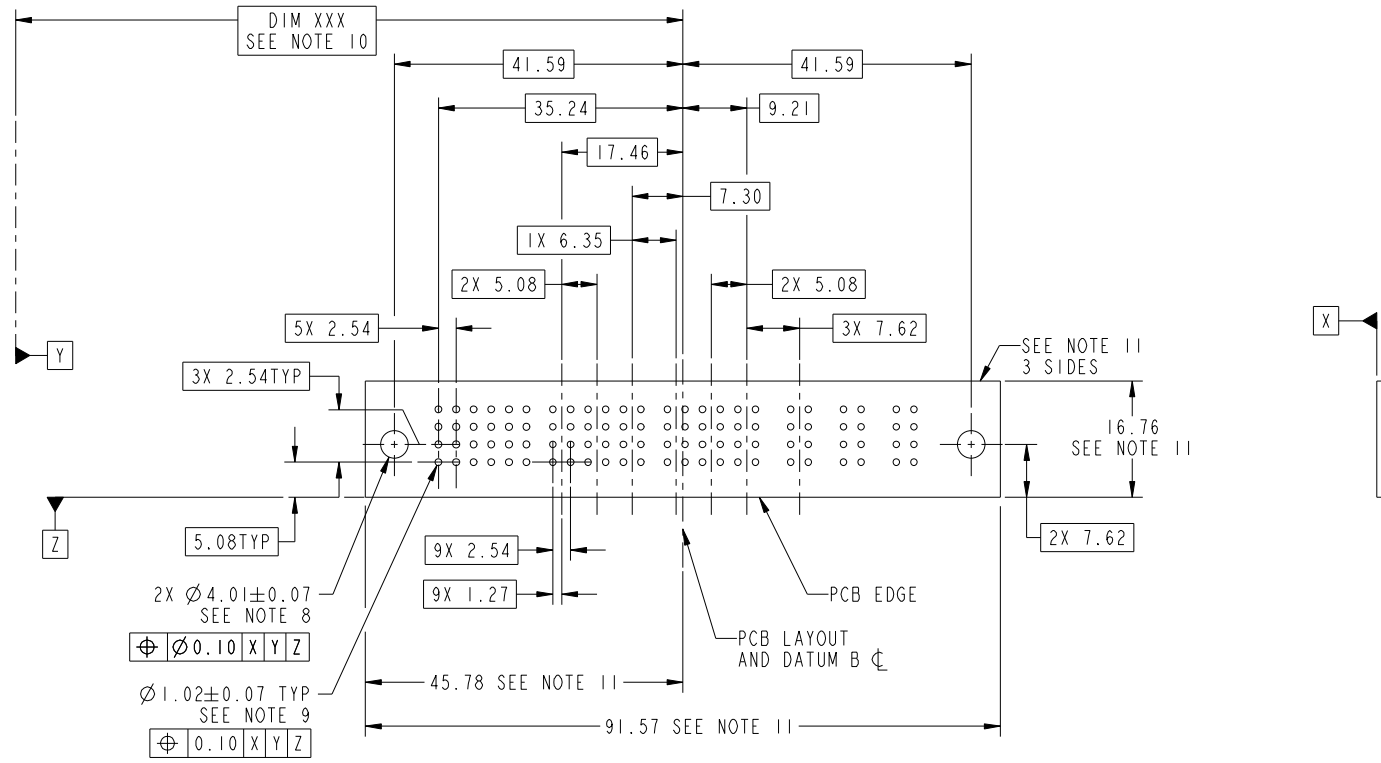 DIM XXX
SEE NOTE 10
41.59
41.59
35.24
9.21
17.46
7.30
1X 6.35
2X 5.08
2X 5.08
5X 2.54
3X 7.62
X
Y
SEE NOTE 11
3 SIDES
3X 2.54TYP
16.76
SEE NOTE 11
Z
5.08TYP
9X 2.54
2X 7.62
2X Ø4.01±0.07
SEE NOTE 8
9X 1.27
PCB EDGE
⌖ Ø0.10 X Y Z
PCB LAYOUT
AND DATUM B ℄
Ø1.02±0.07 TYP
SEE NOTE 9
45.78 SEE NOTE 11
⌖ 0.10 X Y Z
91.57 SEE NOTE 11